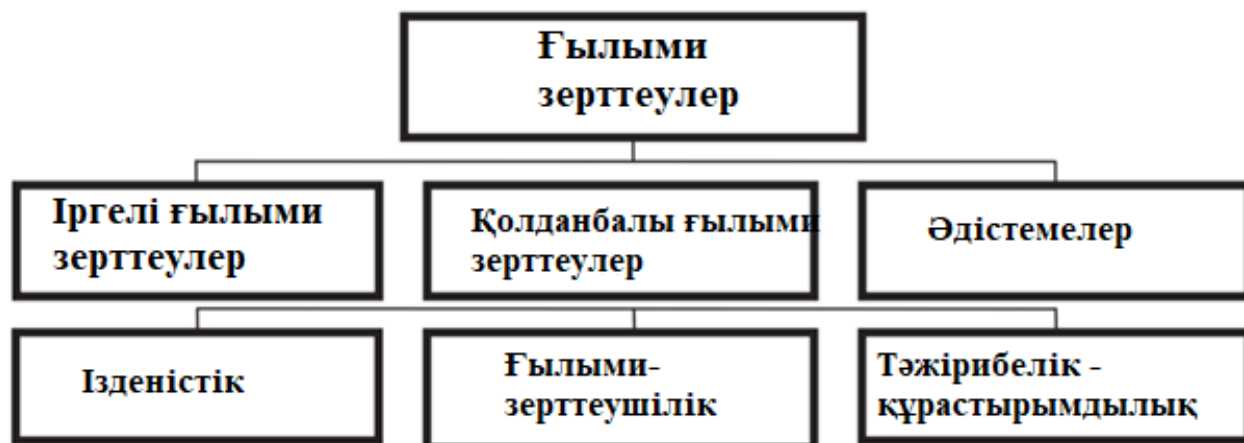 Ғылыми
зерттеулер
Іргелі ғылыми
зерттеулер
Қолданбалы ғылыми
зерттеулер
Әдістемелер
Ізденістік
Ғылыми-
зерттеушілік
Тәжірибелік -
құрастырымдылық